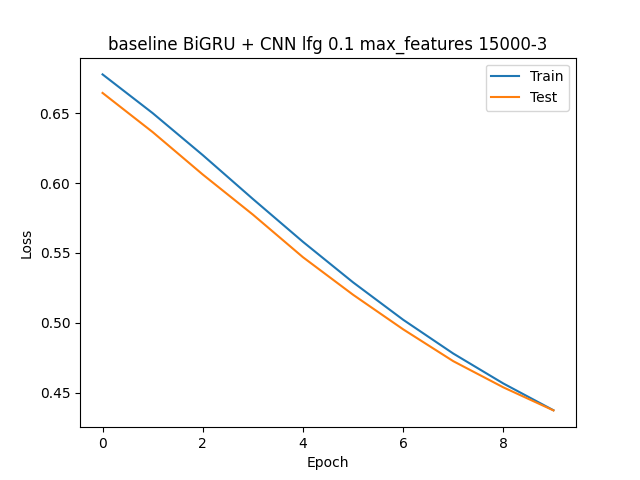 baseline BiGRU + CNN lfg 0.1 max_features 15000-3
Train
Test
0.65
0.60
0.55
0.50
0.45
Loss
0 2 4 6 8
Epoch